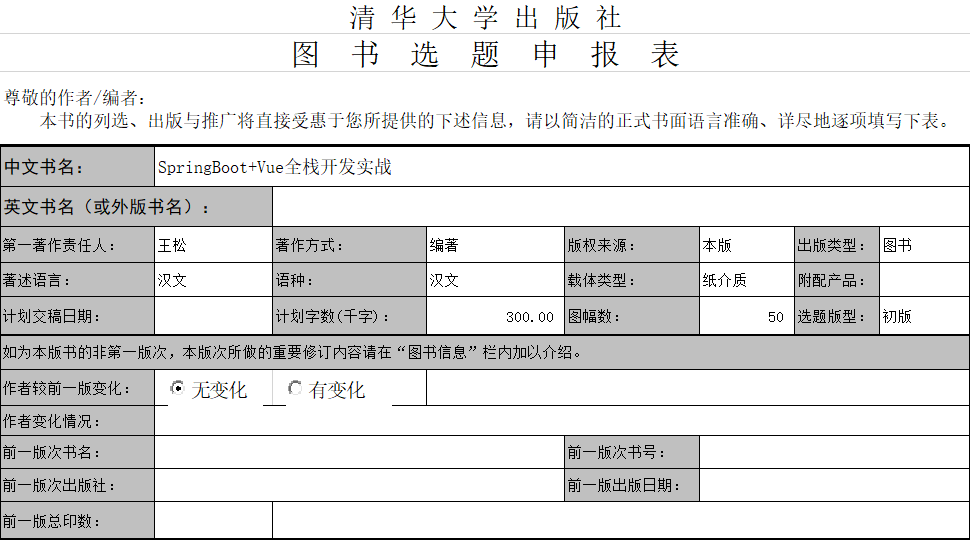 清华大学出版社
图书选题申报表
尊敬的作者/编者：
本书的列选、出版与推广将直接受惠于您所提供的下述信息，请以简洁的正式书面语言准确、详尽地逐项填写下表。
中文书名： SpringBoot+Vue全栈开发实战
英文书名（或外版书名）：
第一著作责任人： 王松 著作方式： 编著 版权来源： 本版 出版类型： 图书
著述语言： 汉文 语种： 汉文 载体类型： 纸介质 附配产品：
计划交稿日期： 计划字数(千字)： 300.00 图幅数： 50 选题版型： 初版
如为本版书的非第一版次，本版次所做的重要修订内容请在“图书信息”栏内加以介绍。
作者较前一版变化： 无变化 有变化
作者变化情况：
前一版次书名： 前一版次书号：
前一版次出版社： 前一版出版日期：
前一版总印数：